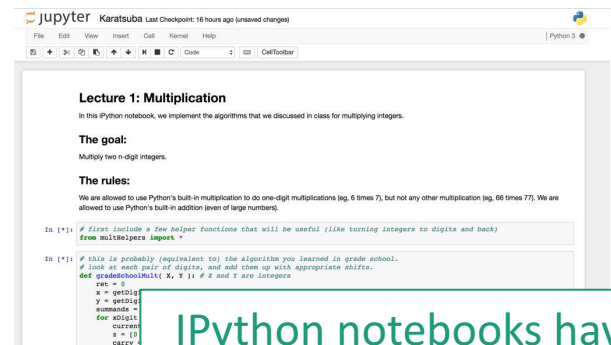 jupyter Karatsuba Last Checkpoint: 16 hours ago (unsaved changes)
File Edit View Insert Cell Kernel Help Python 3
Code CellToolbar
Lecture 1: Multiplication
In this iPython notebook, we implement the algorithms that we discussed in class for multiplying integers.
The goal:
Multiply two n-digit integers.
The rules:
We are allowed to use Python's built-in multiplication to do one-digit multiplications (eg, 6 times 7), but not any other multiplication (eg, 66 times 77). We are
allowed to use Python's built-in addition (even of large numbers).
In [*]: # first include a few helper functions that will be useful (like turning integers to digits and back)
from multHelpers import *
In [*]: # this is probably (equivalent to) the algorithm you learned in grade school.
# look at each pair of digits, and add them up with appropriate shifts.
def gradeSchoolMult( X, Y ): # X and Y are integers
ret = 0
x = getDigi
y = getDigi
summands =
for xDigit
current
z = [0
carry
IPython notebooks hav